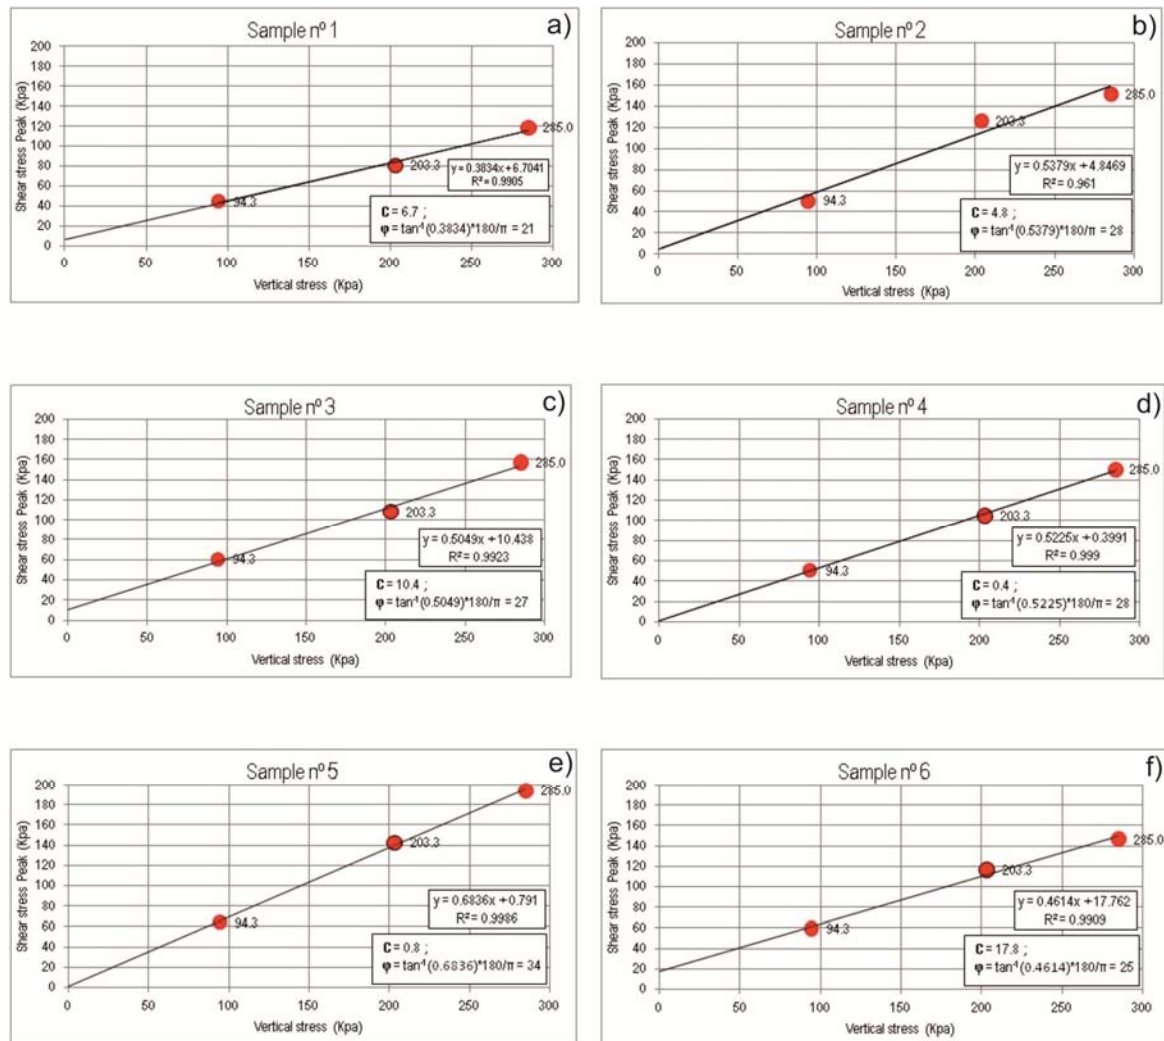 Sample nº 1
a)
Shear stress Peak (Kpa)
200
180
160
140
120
100
80
60
40
20
0
94.3
203.3
285.0
y = 0.3834x + 6.7041
R² = 0.9905
C = 6.7 ;
φ = tan⁻¹(0.3834)*180/π = 21
0 50 100 150 200 250 300
Vertical stress (Kpa)
Sample nº 2
b)
Shear stress Peak (Kpa)
200
180
160
140
120
100
80
60
40
20
0
94.3
203.3
285.0
y = 0.5379x + 4.8469
R² = 0.961
C = 4.8 ;
φ = tan⁻¹(0.5379)*180/π = 28
0 50 100 150 200 250 300
Vertical stress (Kpa)
Sample nº 3
c)
Shear stress Peak (Kpa)
200
180
160
140
120
100
80
60
40
20
0
94.3
203.3
285.0
y = 0.5049x + 10.438
R² = 0.9923
C = 10.4 ;
φ = tan⁻¹(0.5049)*180/π = 27
0 50 100 150 200 250 300
Vertical stress (Kpa)
Sample nº 4
d)
Shear stress Peak (Kpa)
200
180
160
140
120
100
80
60
40
20
0
94.3
203.3
285.0
y = 0.5225x + 0.3991
R² = 0.999
C = 0.4 ;
φ = tan⁻¹(0.5225)*180/π = 28
0 50 100 150 200 250 300
Vertical stress (Kpa)
Sample nº 5
e)
Shear stress Peak (Kpa)
200
180
160
140
120
100
80
60
40
20
0
94.3
203.3
285.0
y = 0.6836x + 0.791
R² = 0.9986
C = 0.8 ;
φ = tan⁻¹(0.6836)*180/π = 34
0 50 100 150 200 250 300
Vertical stress (Kpa)
Sample nº 6
f)
Shear stress Peak (Kpa)
200
180
160
140
120
100
80
60
40
20
0
94.3
203.3
285.0
y = 0.4614x + 17.762
R² = 0.9909
C = 17.8 ;
φ = tan⁻¹(0.4614)*180/π = 25
0 50 100 150 200 250 300
Vertical stress (Kpa)